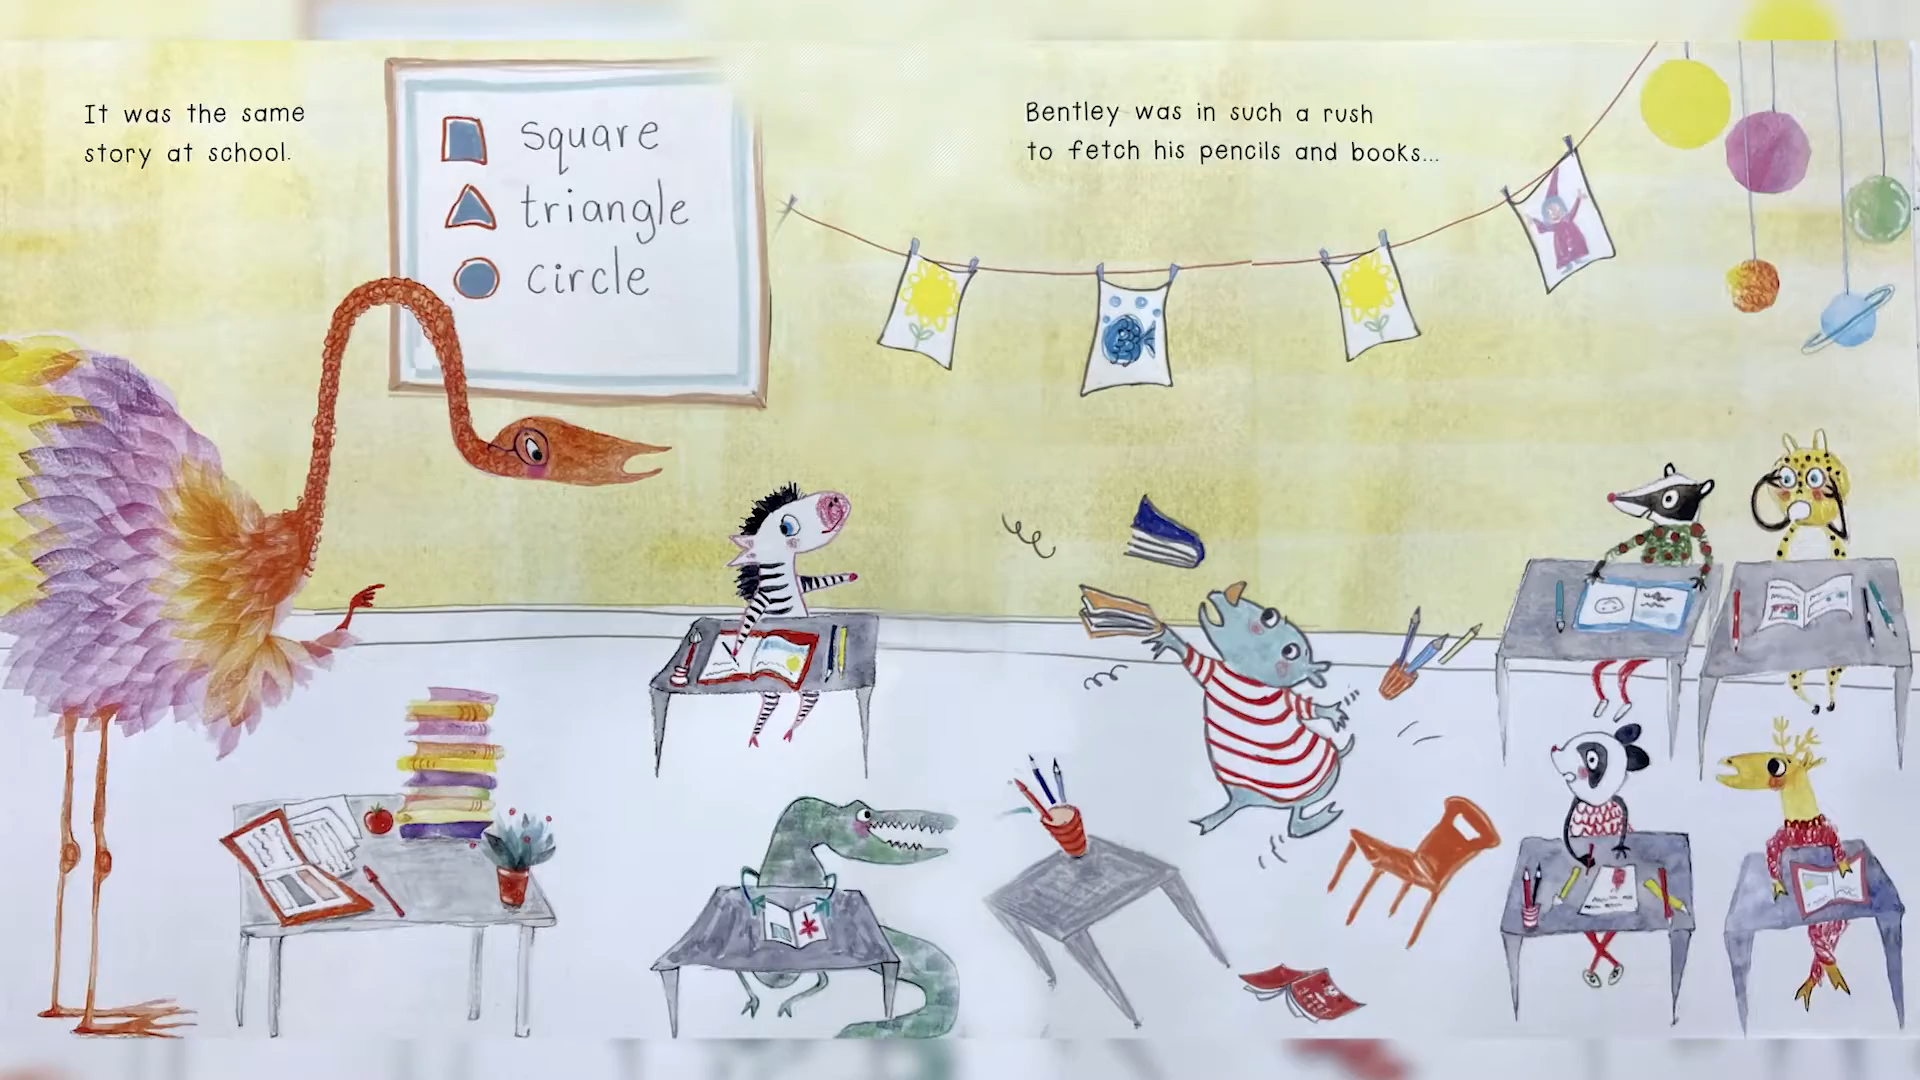 It was the same
story at school.
square
triangle
circle
Bentley was in such a rush
to fetch his pencils and books...